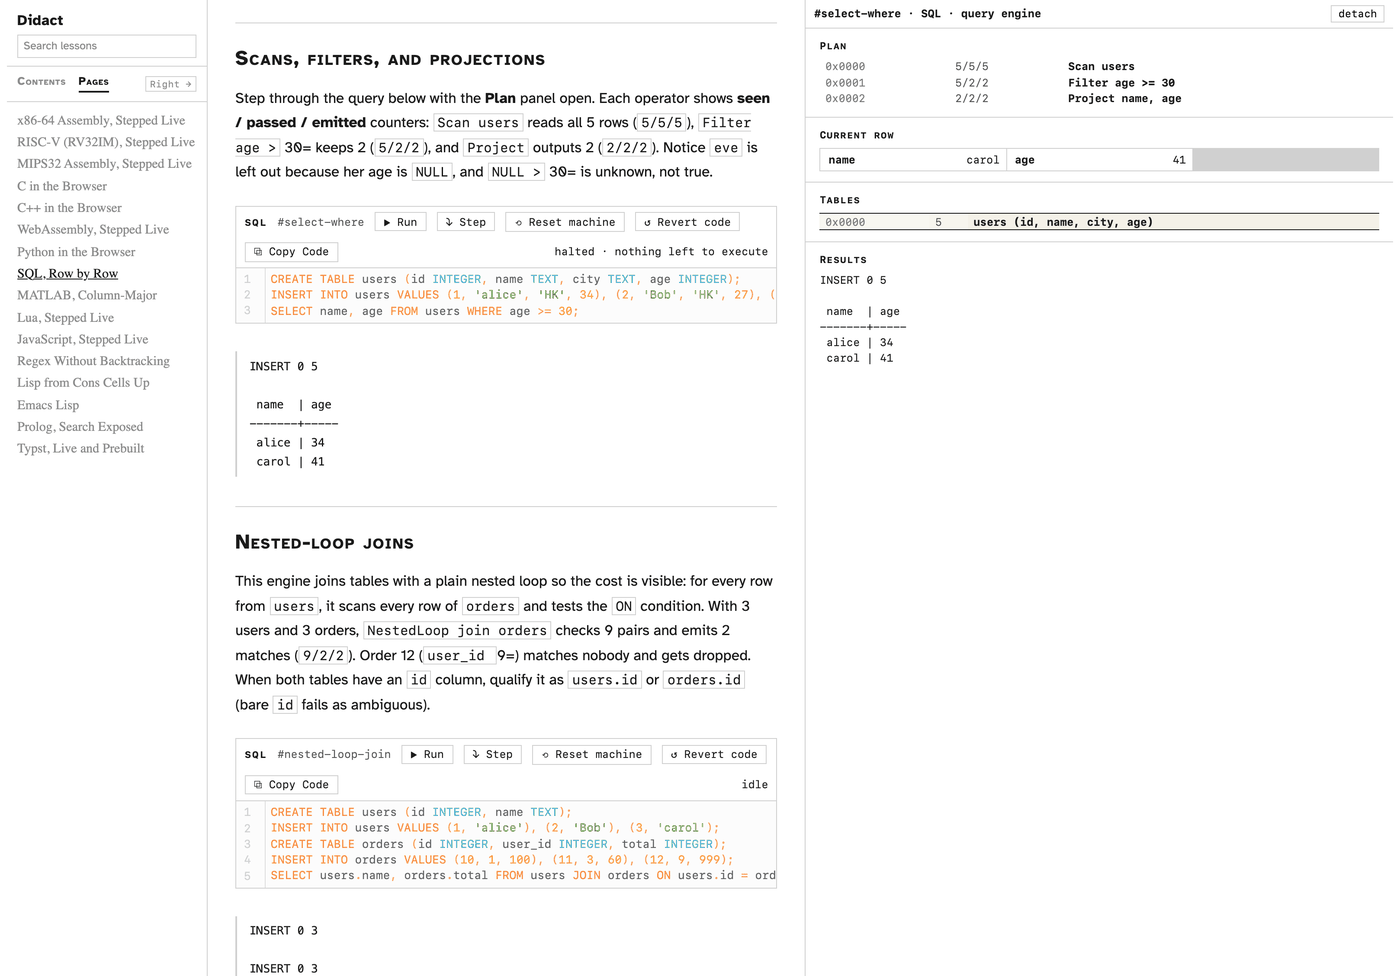 Didact
Search lessons
Contents Pages Right →
x86-64 Assembly, Stepped Live
RISC-V (RV32IM), Stepped Live
MIPS32 Assembly, Stepped Live
C in the Browser
C++ in the Browser
WebAssembly, Stepped Live
Python in the Browser
SQL, Row by Row
MATLAB, Column-Major
Lua, Stepped Live
JavaScript, Stepped Live
Regex Without Backtracking
Lisp from Cons Cells Up
Emacs Lisp
Prolog, Search Exposed
Typst, Live and Prebuilt
Scans, filters, and projections
Step through the query below with the Plan panel open. Each operator shows seen
/ passed / emitted counters: Scan users reads all 5 rows (5/5/5), Filter
age > 30= keeps 2 (5/2/2), and Project outputs 2 (2/2/2). Notice eve is
left out because her age is NULL, and NULL > 30= is unknown, not true.
SQL #select-where ▶ Run ⤵ Step ⟲ Reset machine ↺ Revert code
⧉ Copy Code halted · nothing left to execute
1 CREATE TABLE users (id INTEGER, name TEXT, city TEXT, age INTEGER);
2 INSERT INTO users VALUES (1, 'alice', 'HK', 34), (2, 'Bob', 'HK', 27), (
3 SELECT name, age FROM users WHERE age >= 30;
INSERT 0 5
name | age
-------+-----
alice | 34
carol | 41
Nested-loop joins
This engine joins tables with a plain nested loop so the cost is visible: for every row
from users, it scans every row of orders and tests the ON condition. With 3
users and 3 orders, NestedLoop join orders checks 9 pairs and emits 2
matches (9/2/2). Order 12 (user_id 9=) matches nobody and gets dropped.
When both tables have an id column, qualify it as users.id or orders.id
(bare id fails as ambiguous).
SQL #nested-loop-join ▶ Run ⤵ Step ⟲ Reset machine ↺ Revert code
⧉ Copy Code idle
1 CREATE TABLE users (id INTEGER, name TEXT);
2 INSERT INTO users VALUES (1, 'alice'), (2, 'Bob'), (3, 'carol');
3 CREATE TABLE orders (id INTEGER, user_id INTEGER, total INTEGER);
4 INSERT INTO orders VALUES (10, 1, 100), (11, 3, 60), (12, 9, 999);
5 SELECT users.name, orders.total FROM users JOIN orders ON users.id = ord
INSERT 0 3
INSERT 0 3
#select-where · SQL · query engine detach
Plan
0x0000 5/5/5 Scan users
0x0001 5/2/2 Filter age >= 30
0x0002 2/2/2 Project name, age
Current row
name carol age 41
Tables
0x0000 5 users (id, name, city, age)
Results
INSERT 0 5
name | age
-------+-----
alice | 34
carol | 41